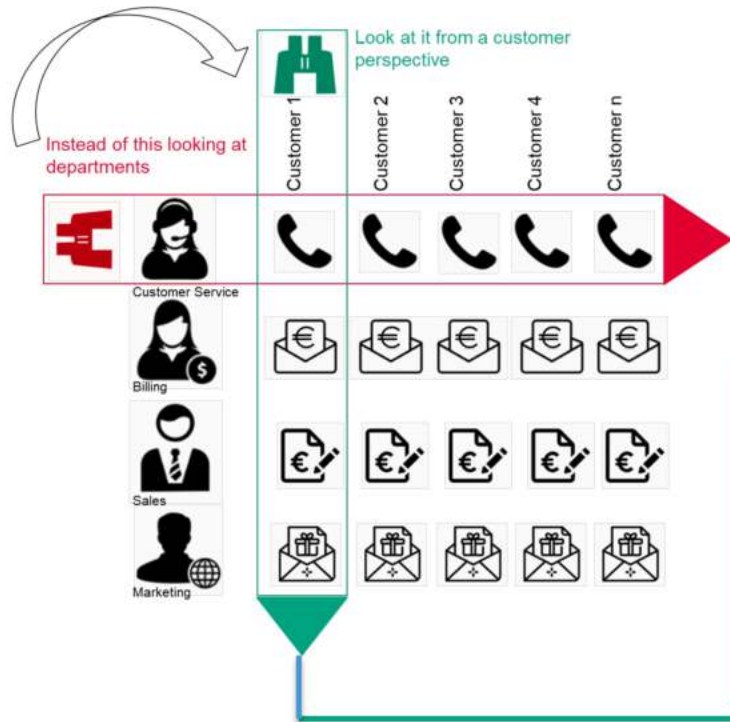 Look at it from a customer
perspective
Instead of this looking at
departments
Customer 1
Customer 2
Customer 3
Customer 4
Customer n
Customer Service
€
€
€
€
€
$
Billing
€
€
€
€
€
Sales
Marketing